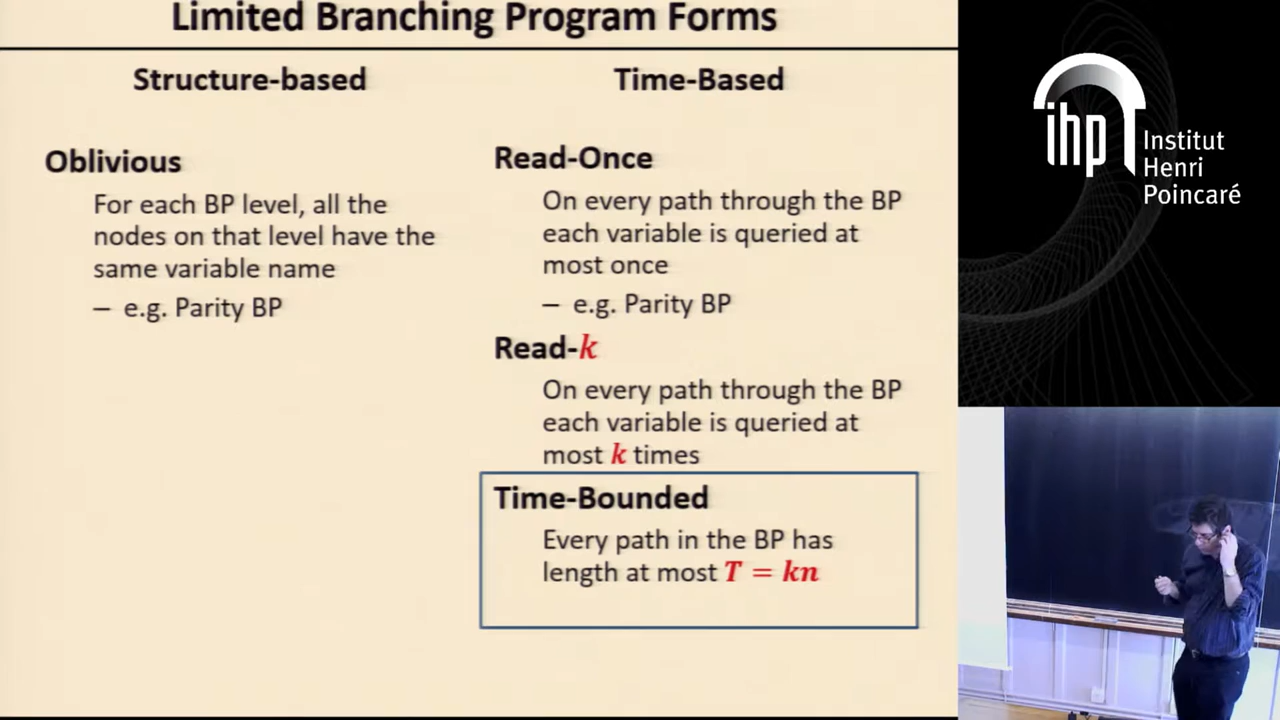 Limited Branching Program Forms
Structure-based
Oblivious
For each BP level, all the
nodes on that level have the
same variable name
– e.g. Parity BP
Time-Based
Read-Once
On every path through the BP
each variable is queried at
most once
– e.g. Parity BP
Read-k
On every path through the BP
each variable is queried at
most k times
Time-Bounded
Every path in the BP has
length at most T = kn
ihp
Institut
Henri
Poincaré